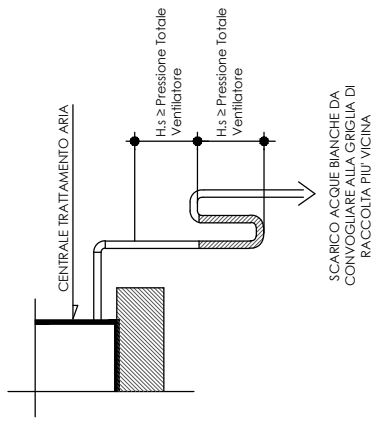 CENTRALE TRATTAMENTO ARIA
H.s ≥ Pressione Totale
Ventilatore
H.s ≥ Pressione Totale
Ventilatore
SCARICO ACQUE BIANCHE DA
CONVOGLIARE ALLA GRIGLIA DI
RACCOLTA PIU' VICINA